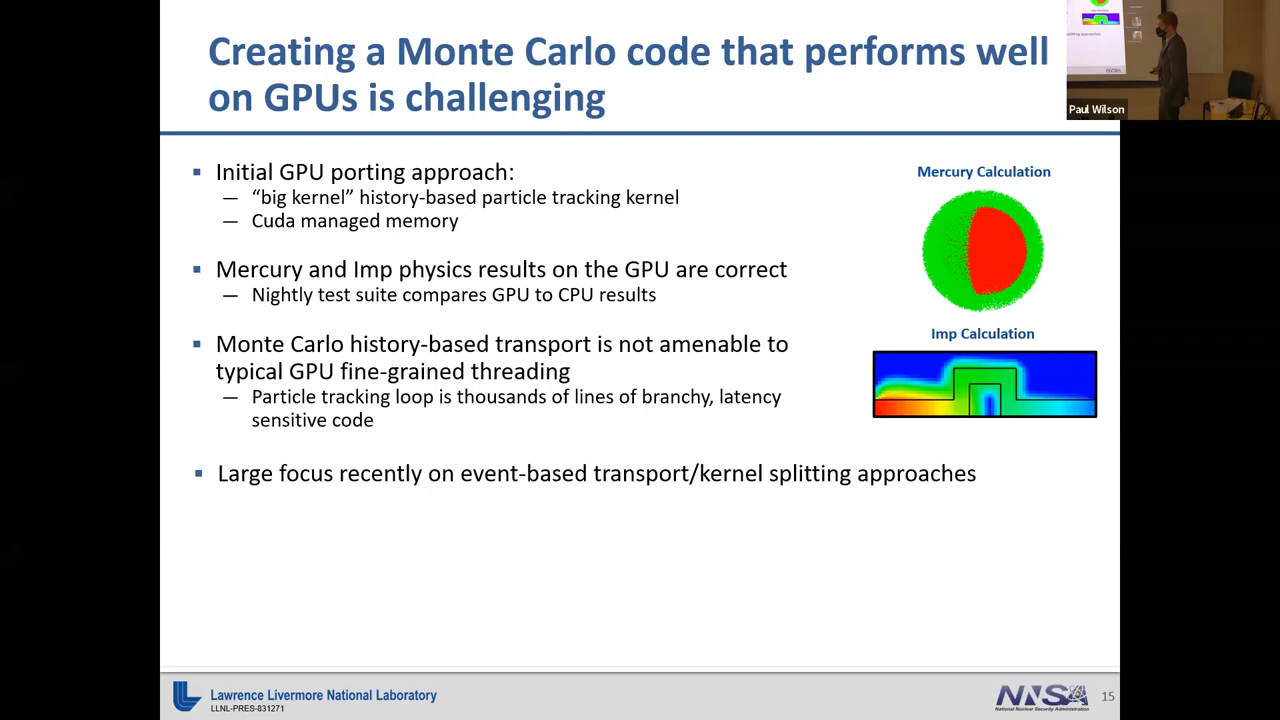 Creating a Monte Carlo code that performs well
on GPUs is challenging
Paul Wilson
▪ Initial GPU porting approach:
— “big kernel” history-based particle tracking kernel
— Cuda managed memory
▪ Mercury and Imp physics results on the GPU are correct
— Nightly test suite compares GPU to CPU results
▪ Monte Carlo history-based transport is not amenable to
typical GPU fine-grained threading
— Particle tracking loop is thousands of lines of branchy, latency
sensitive code
▪ Large focus recently on event-based transport/kernel splitting approaches
Mercury Calculation
Imp Calculation
Lawrence Livermore National Laboratory
LLNL-PRES-831271
NNSA
National Nuclear Security Administration
15